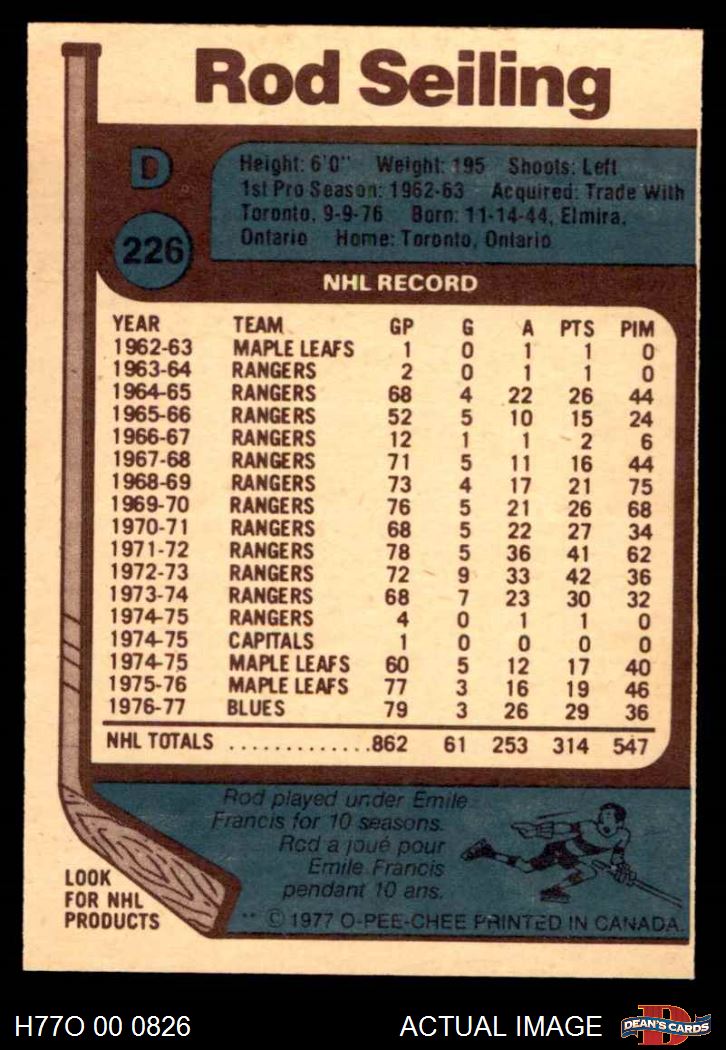 Rod Seiling
D
226
Height: 6'0" Weight: 195 Shoots: Left
1st Pro Season: 1962-63 Acquired: Trade With
Toronto, 9-9-76 Born: 11-14-44, Elmira,
Ontario Home: Toronto, Ontario
NHL RECORD
YEAR TEAM GP G A PTS PIM
1962-63 MAPLE LEAFS 1 0 1 1 0
1963-64 RANGERS 2 0 1 1 0
1964-65 RANGERS 68 4 22 26 44
1965-66 RANGERS 52 5 10 15 24
1966-67 RANGERS 12 1 1 2 6
1967-68 RANGERS 71 5 11 16 44
1968-69 RANGERS 73 4 17 21 75
1969-70 RANGERS 76 5 21 26 68
1970-71 RANGERS 68 5 22 27 34
1971-72 RANGERS 78 5 36 41 62
1972-73 RANGERS 72 9 33 42 36
1973-74 RANGERS 68 7 23 30 32
1974-75 RANGERS 4 0 1 1 0
1974-75 CAPITALS 1 0 0 0 0
1974-75 MAPLE LEAFS 60 5 12 17 40
1975-76 MAPLE LEAFS 77 3 16 19 46
1976-77 BLUES 79 3 26 29 36
NHL TOTALS .............862 61 253 314 547
Rod played under Emile
Francis for 10 seasons.
Rod a joué pour
Emile Francis
pendant 10 ans.
LOOK
FOR NHL
PRODUCTS
** © 1977 O-PEE-CHEE PRINTED IN CANADA.
H77O 00 0826 ACTUAL IMAGE
D
DEAN'S CARDS